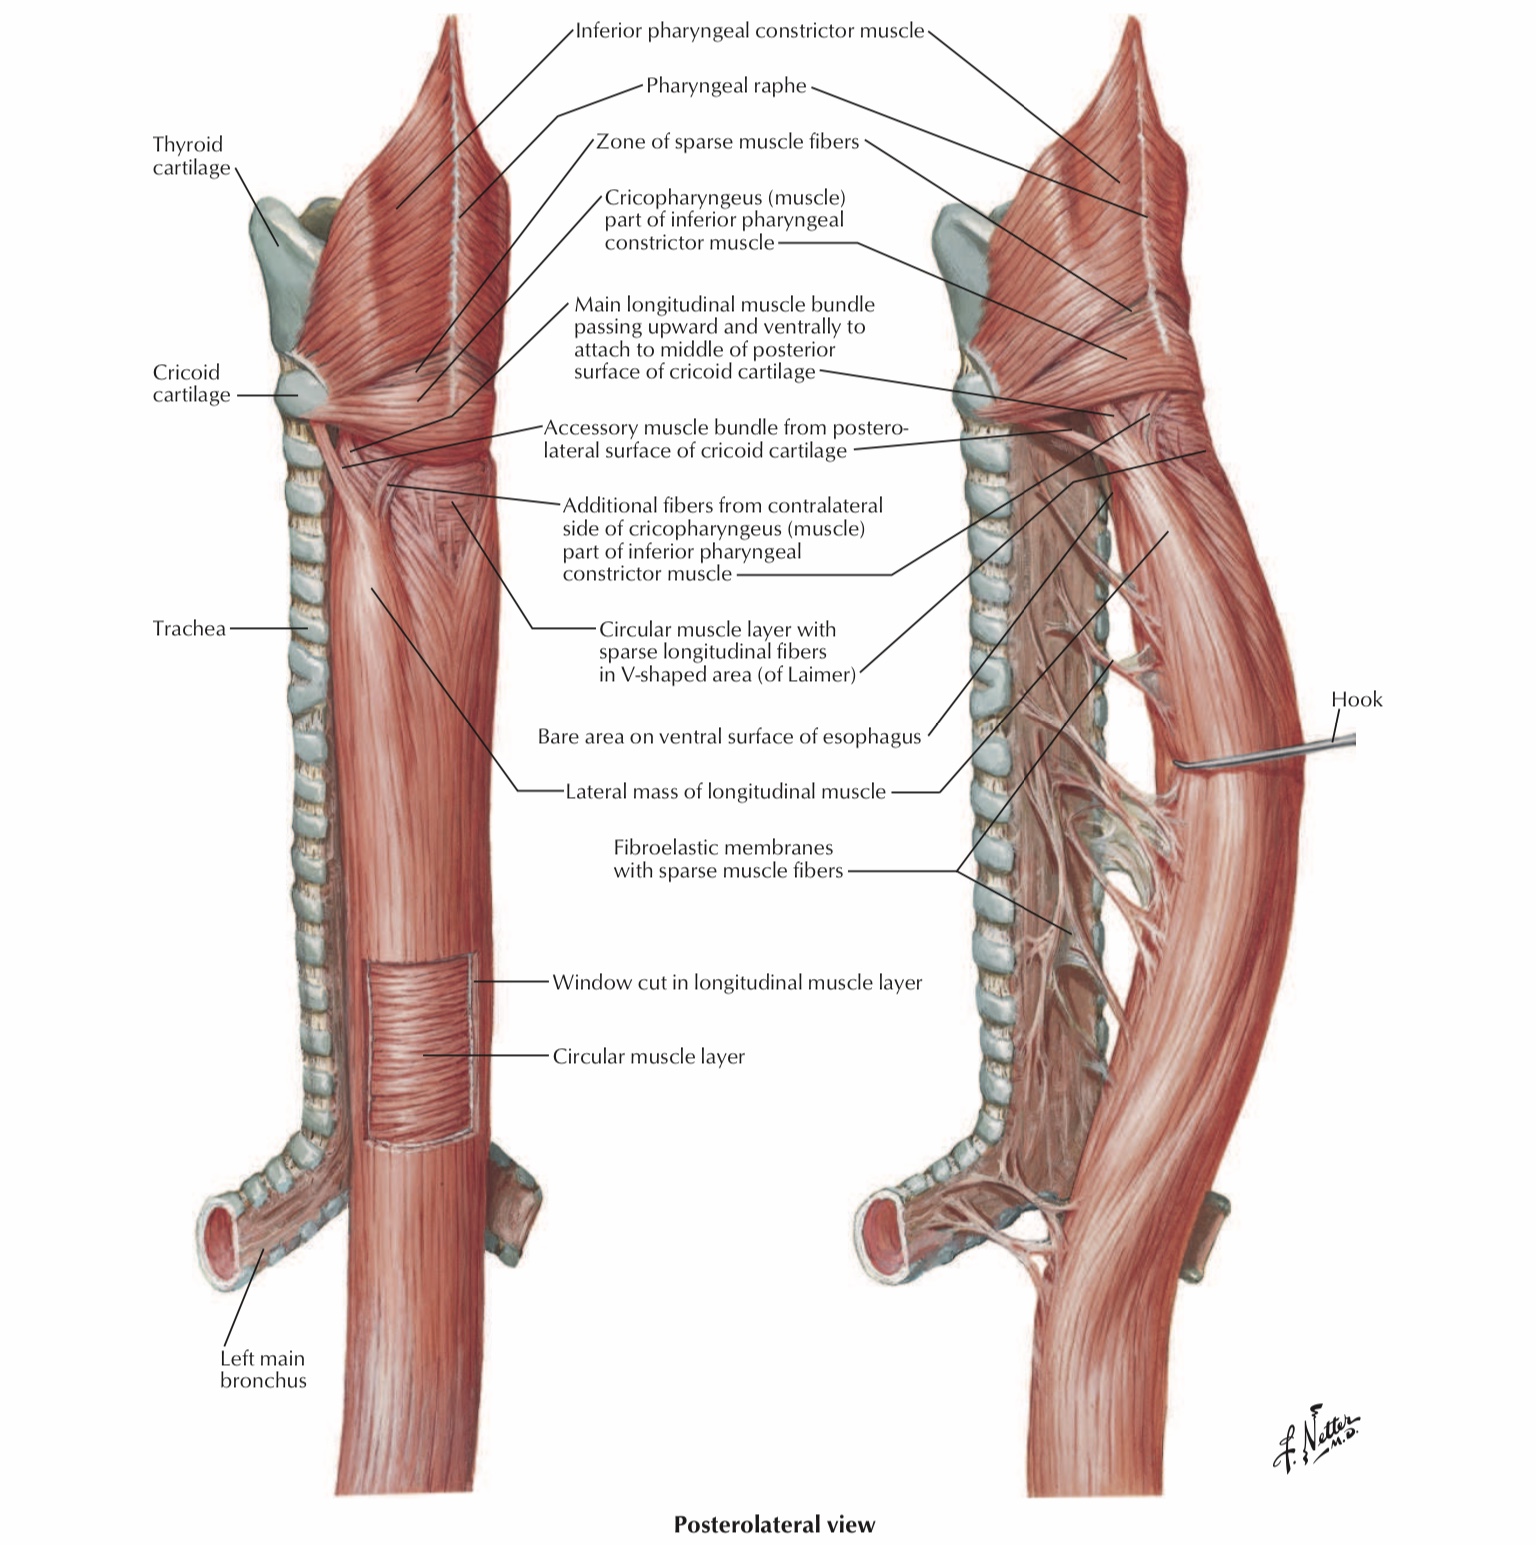 Inferior pharyngeal constrictor muscle
Pharyngeal raphe
Thyroid
cartilage
Zone of sparse muscle fibers
Cricopharyngeus (muscle)
part of inferior pharyngeal
constrictor muscle
Main longitudinal muscle bundle
passing upward and ventrally to
attach to middle of posterior
surface of cricoid cartilage
Cricoid
cartilage
Accessory muscle bundle from postero-
lateral surface of cricoid cartilage
Additional fibers from contralateral
side of cricopharyngeus (muscle)
part of inferior pharyngeal
constrictor muscle
Trachea
Circular muscle layer with
sparse longitudinal fibers
in V-shaped area (of Laimer)
Hook
Bare area on ventral surface of esophagus
Lateral mass of longitudinal muscle
Fibroelastic membranes
with sparse muscle fibers
Window cut in longitudinal muscle layer
Circular muscle layer
Left main
bronchus
F. Netter
M.D.
Posterolateral view